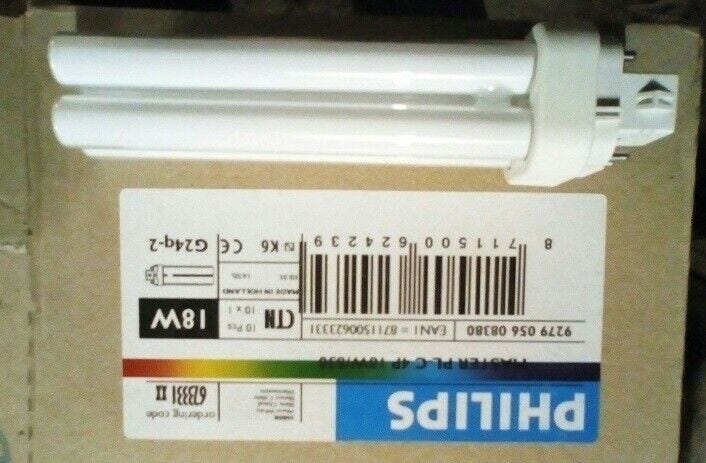 PHILIPS
ordering code
623331
MASTER PL-C 4P 18W/830
9279 056 08380
EAN1 = 8711500623331
CTN
10 Pcs
10 x 1
18W
MADE IN HOLLAND
8 711500 624239
K6 CE
G24q-2